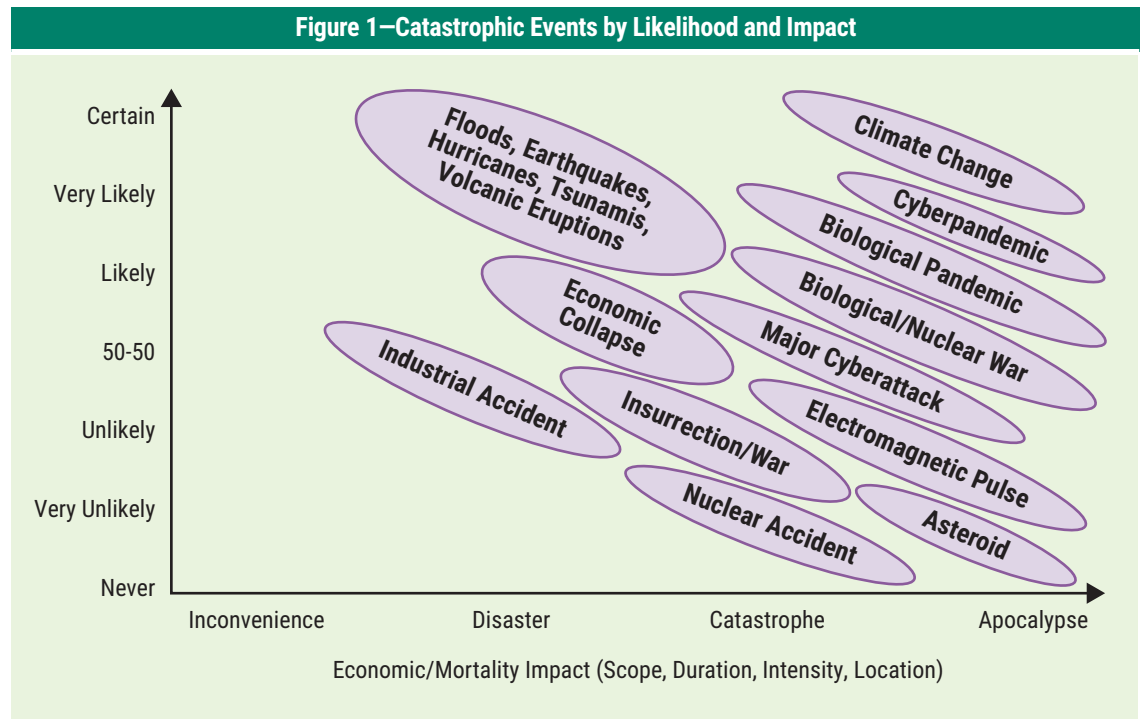 Figure 1—Catastrophic Events by Likelihood and Impact
Certain
Very Likely
Likely
50-50
Unlikely
Very Unlikely
Never
Floods, Earthquakes,
Hurricanes, Tsunamis,
Volcanic Eruptions
Climate Change
Cyberpandemic
Biological Pandemic
Biological/Nuclear War
Economic
Collapse
Major Cyberattack
Industrial Accident
Insurrection/War
Electromagnetic Pulse
Nuclear Accident
Asteroid
Inconvenience
Disaster
Catastrophe
Apocalypse
Economic/Mortality Impact (Scope, Duration, Intensity, Location)